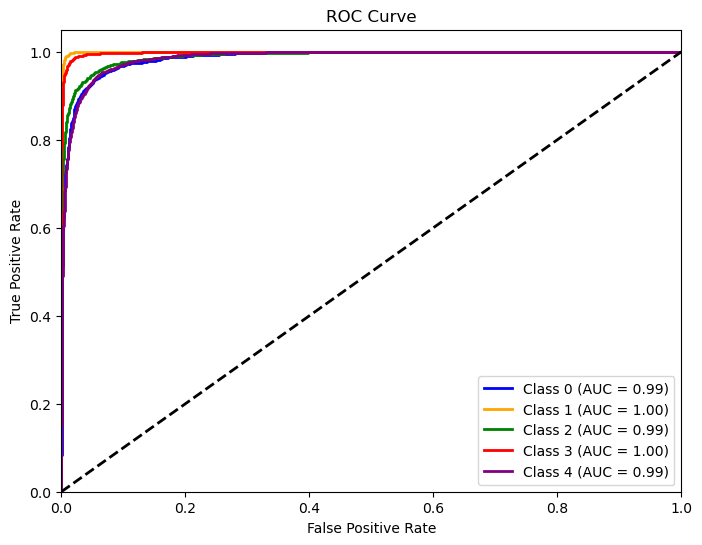 ROC Curve
True Positive Rate
1.0
0.8
0.6
0.4
0.2
0.0
0.0 0.2 0.4 0.6 0.8 1.0
False Positive Rate
Class 0 (AUC = 0.99)
Class 1 (AUC = 1.00)
Class 2 (AUC = 0.99)
Class 3 (AUC = 1.00)
Class 4 (AUC = 0.99)